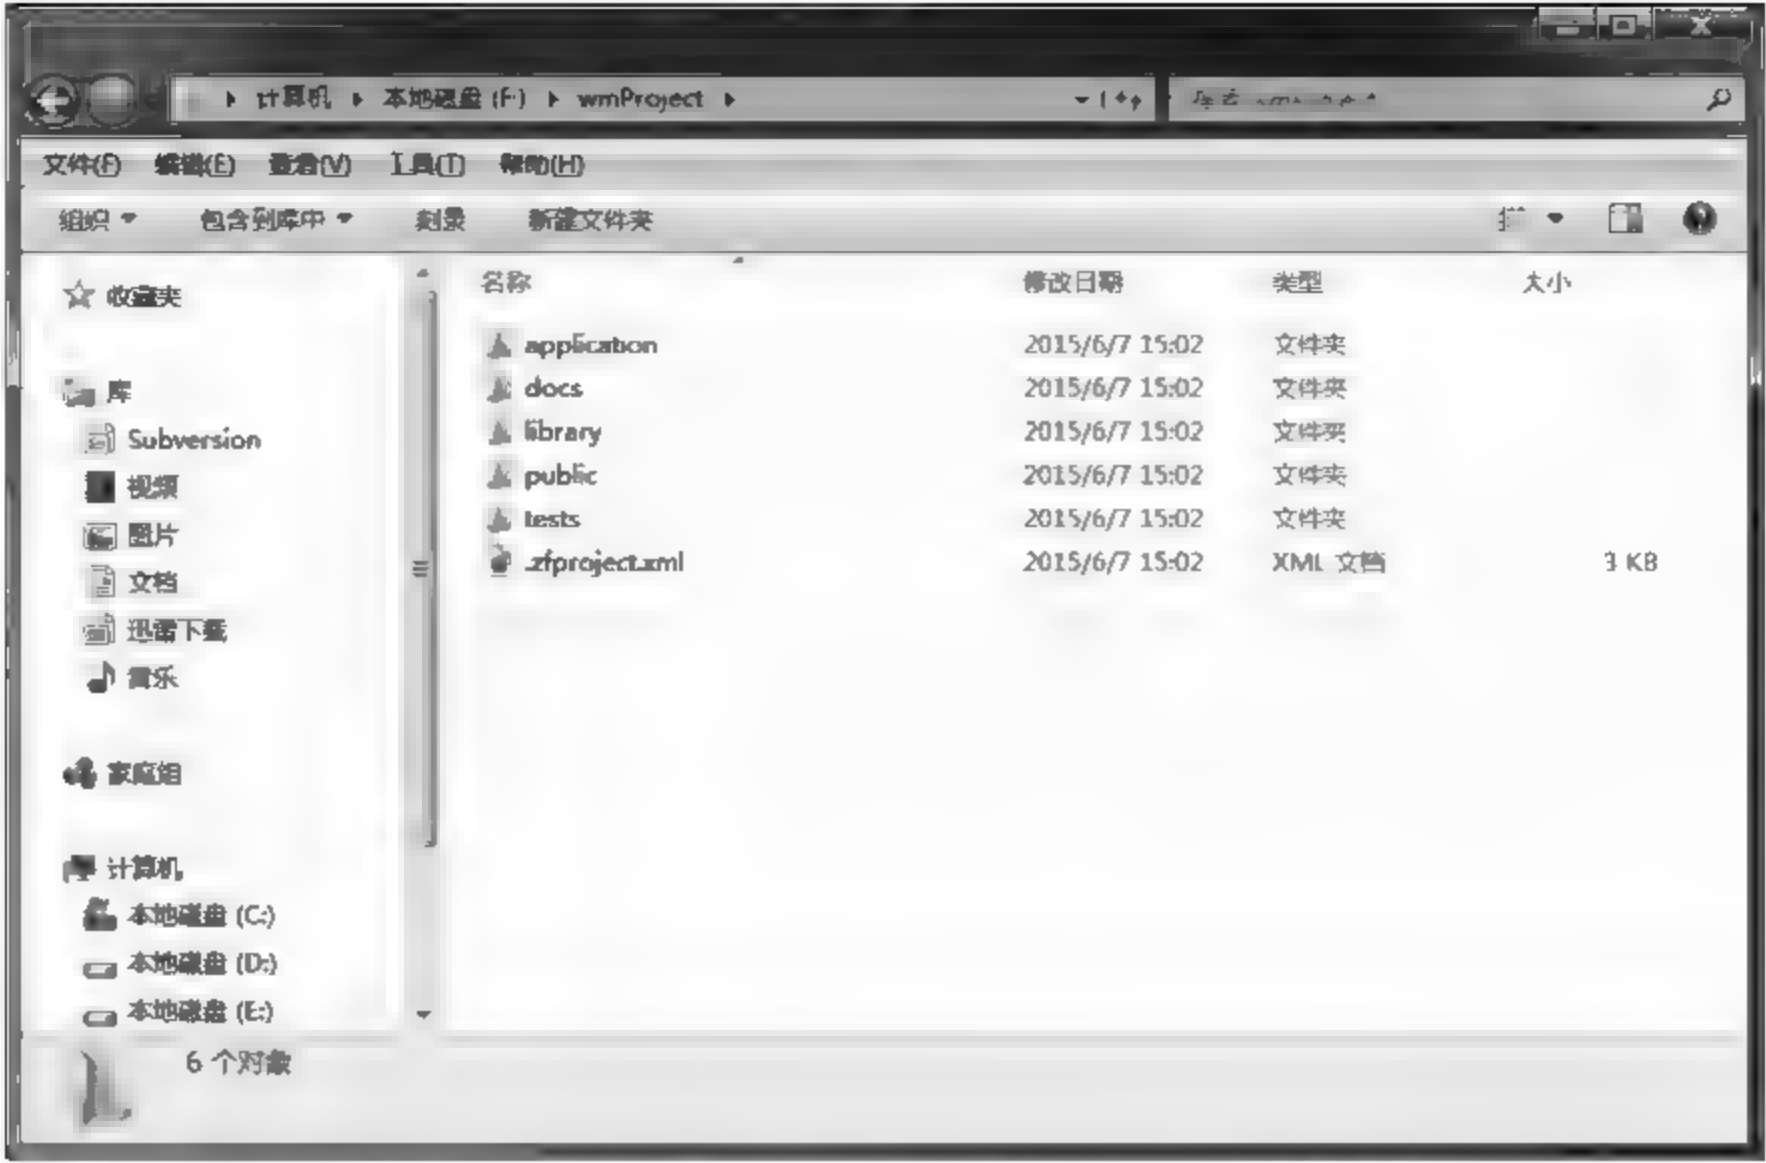 计算机 本地磁盘 (F:) wmProject
文件(F) 编辑(E) 查看(V) 工具(T) 帮助(H)
组织 包含到库中 刻录 新建文件夹
收藏夹
库
Subversion
视频
图片
文档
迅雷下载
音乐
家庭组
计算机
本地磁盘 (C:)
本地磁盘 (D:)
本地磁盘 (E:)
名称 修改日期 类型 大小
application 2015/6/7 15:02 文件夹
docs 2015/6/7 15:02 文件夹
library 2015/6/7 15:02 文件夹
public 2015/6/7 15:02 文件夹
tests 2015/6/7 15:02 文件夹
.zfproject.xml 2015/6/7 15:02 XML 文档 3 KB
6 个对象